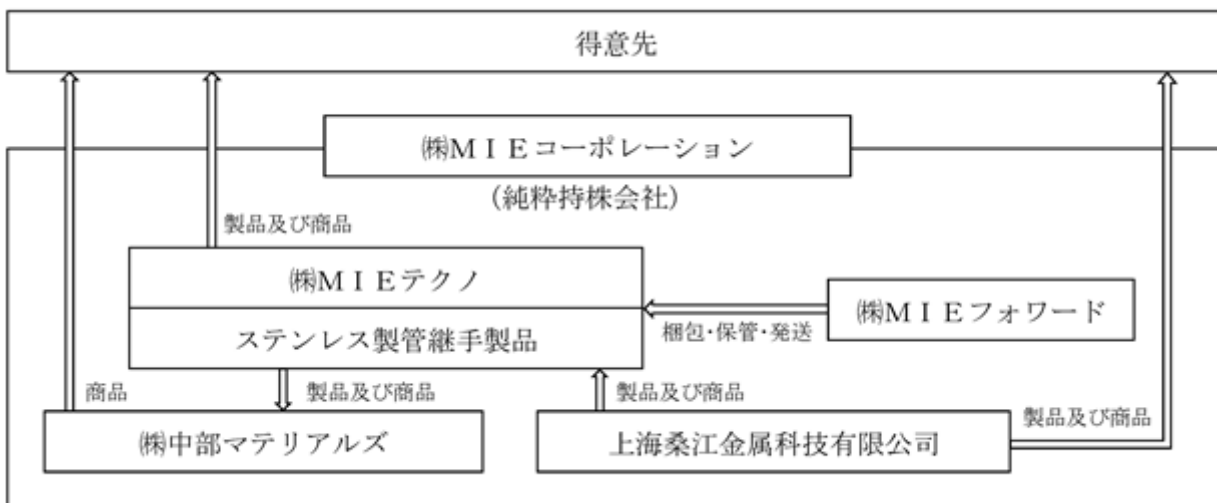 得意先
㈱ＭＩＥコーポレーション
(純粋持株会社)
製品及び商品
㈱ＭＩＥテクノ
ステンレス製管継手製品
㈱ＭＩＥフォワード
梱包・保管・発送
商品
製品及び商品
製品及び商品
製品及び商品
㈱中部マテリアルズ
上海桑江金属科技有限公司